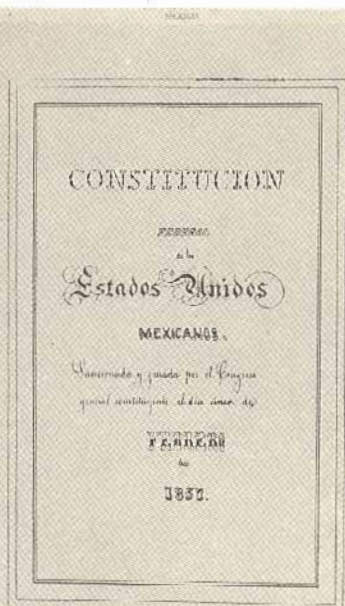 CONSTITUCION
FEDERAL
de los
Estados Unidos
MEXICANOS.
Sancionada y jurada por el Congreso
general constituyente el dia cinco de
FEBRERO
de
1857.